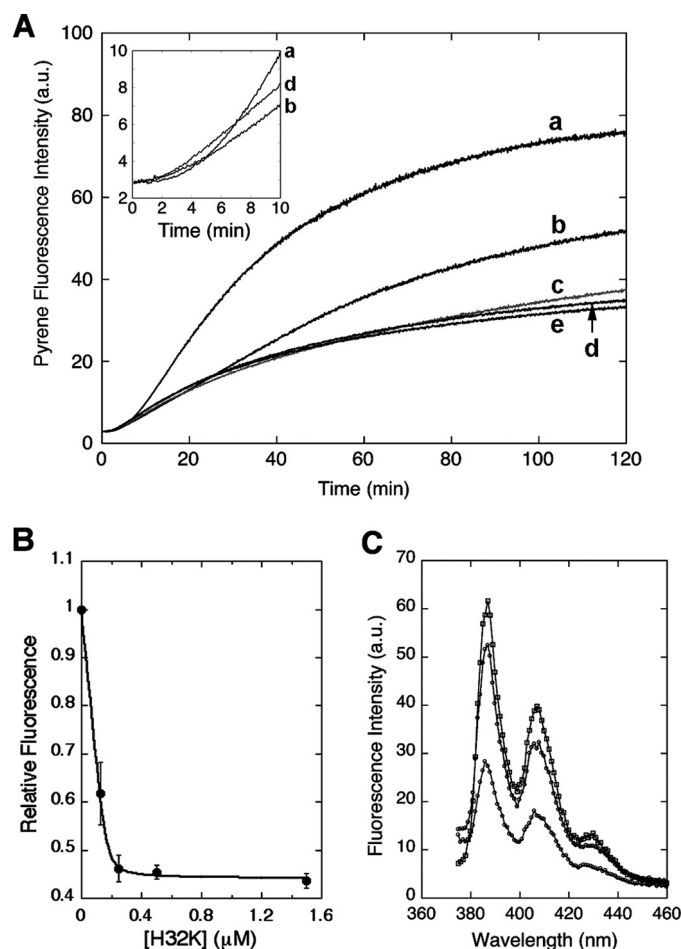 A
Pyrene Fluorescence Intensity (a.u.)
100
80
60
40
20
0
0 20 40 60 80 100 120
Time (min)
a
b
c
e
d
10
8
6
4
2
0 2 4 6 8 10
Time (min)
a
d
b
B
Relative Fluorescence
1.1
1
0.9
0.8
0.7
0.6
0.5
0.4
0 0.4 0.8 1.2 1.6
[H32K] (μM)
C
Fluorescence Intensity (a.u.)
70
60
50
40
30
20
10
0
360 380 400 420 440 460
Wavelength (nm)